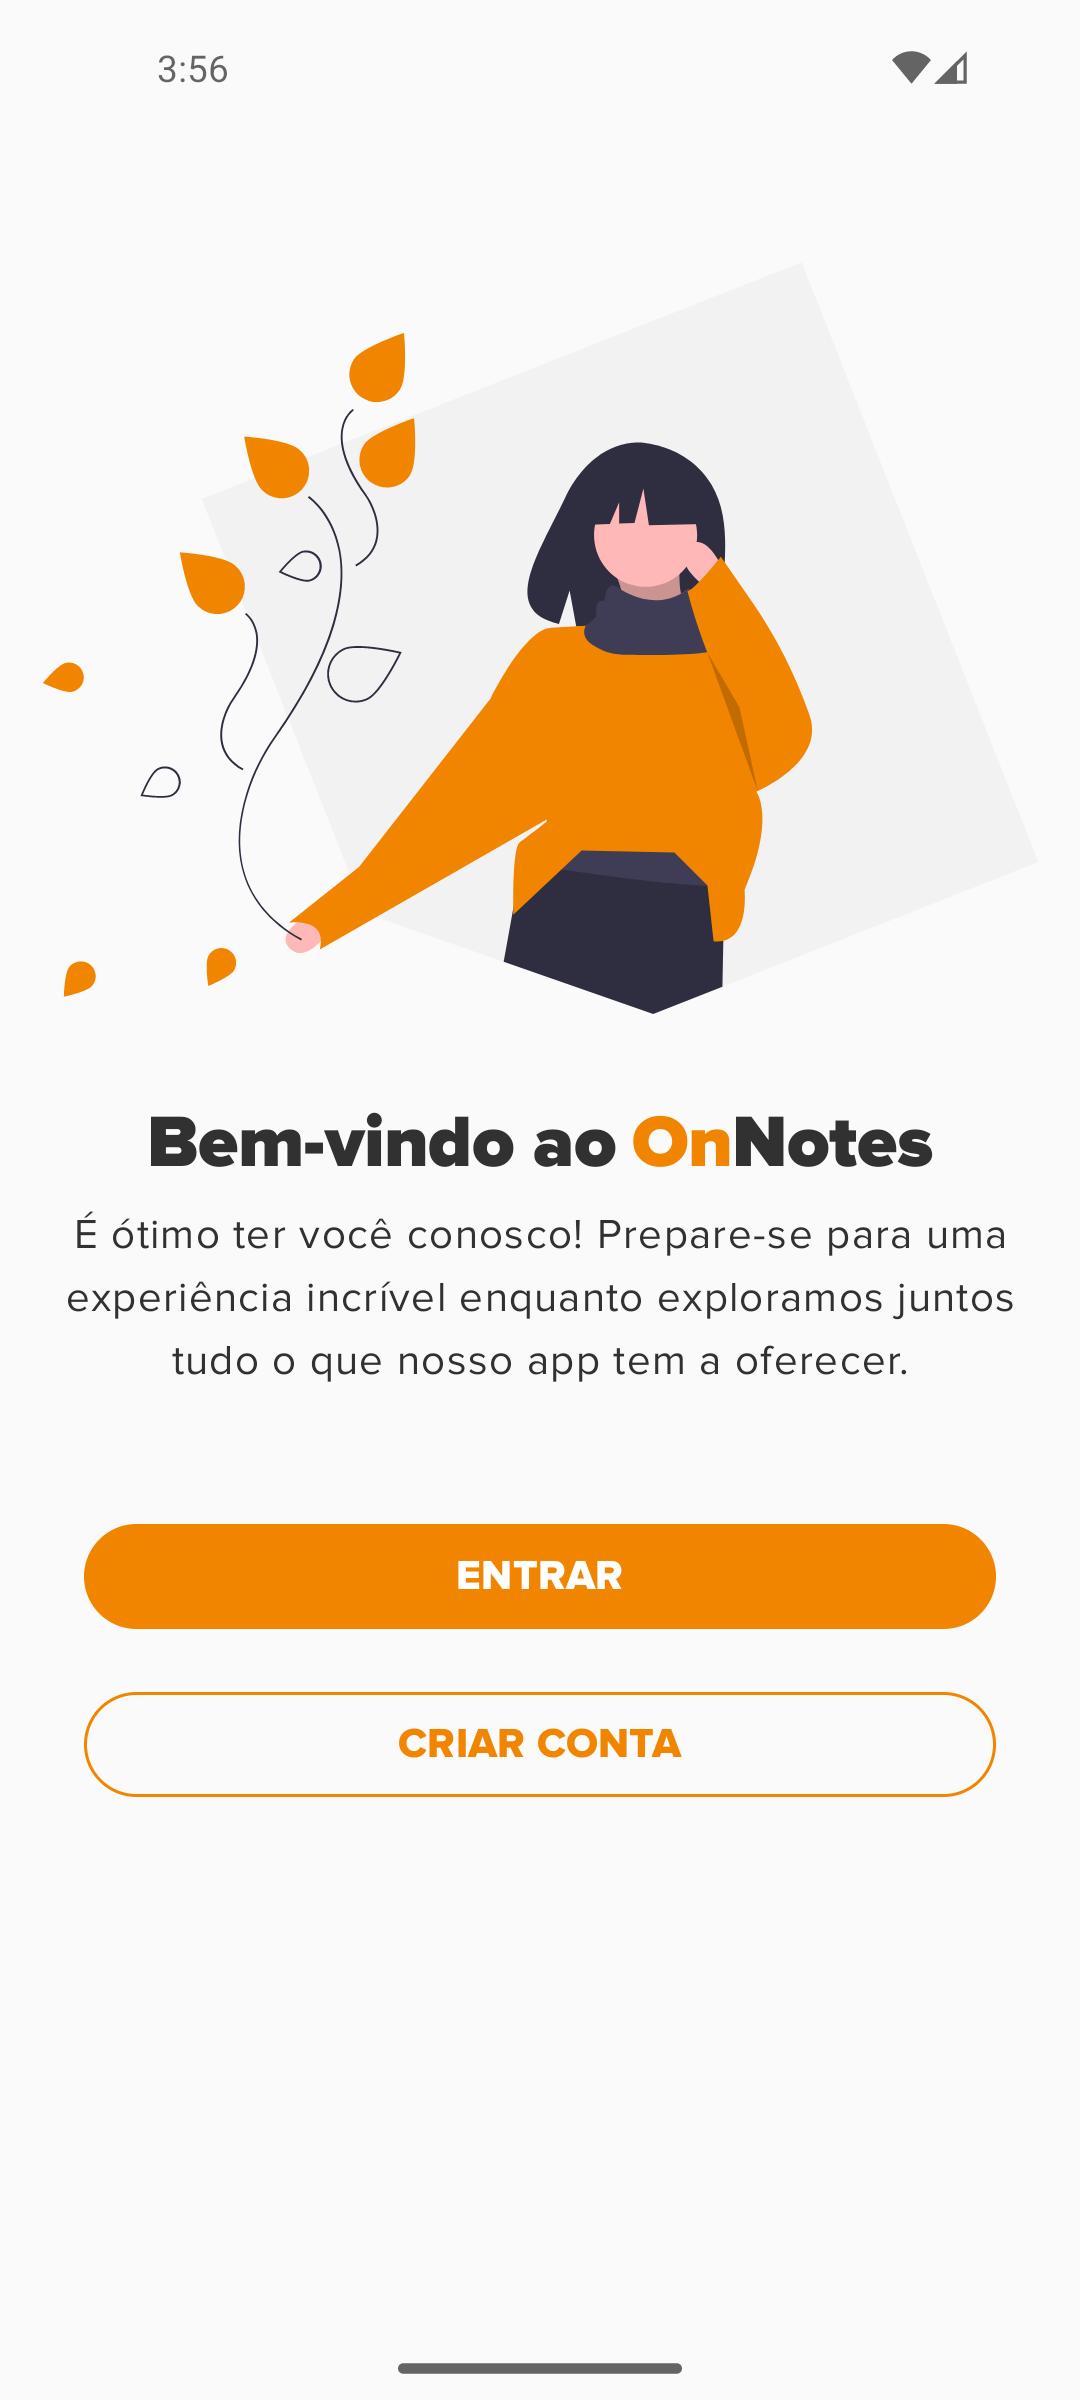 3:56
Bem-vindo ao OnNotes
É ótimo ter você conosco! Prepare-se para uma
experiência incrível enquanto exploramos juntos
tudo o que nosso app tem a oferecer.
ENTRAR
CRIAR CONTA